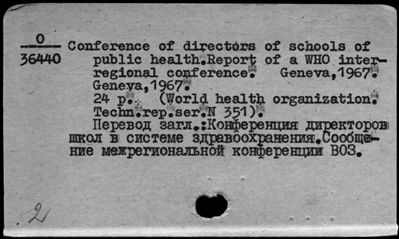 O
36440
Conference of directors of schools of
public health.Report of a WHO inter-
regional conference. Geneva,1967.
Geneva,1967.
24 p. (World health organization.
Techn.rep.ser.N 351).
Перевод загл.:Конференция директоров
школ в системе здравоохранения.Сообще-
ние межрегиональной конференции ВОЗ.
2